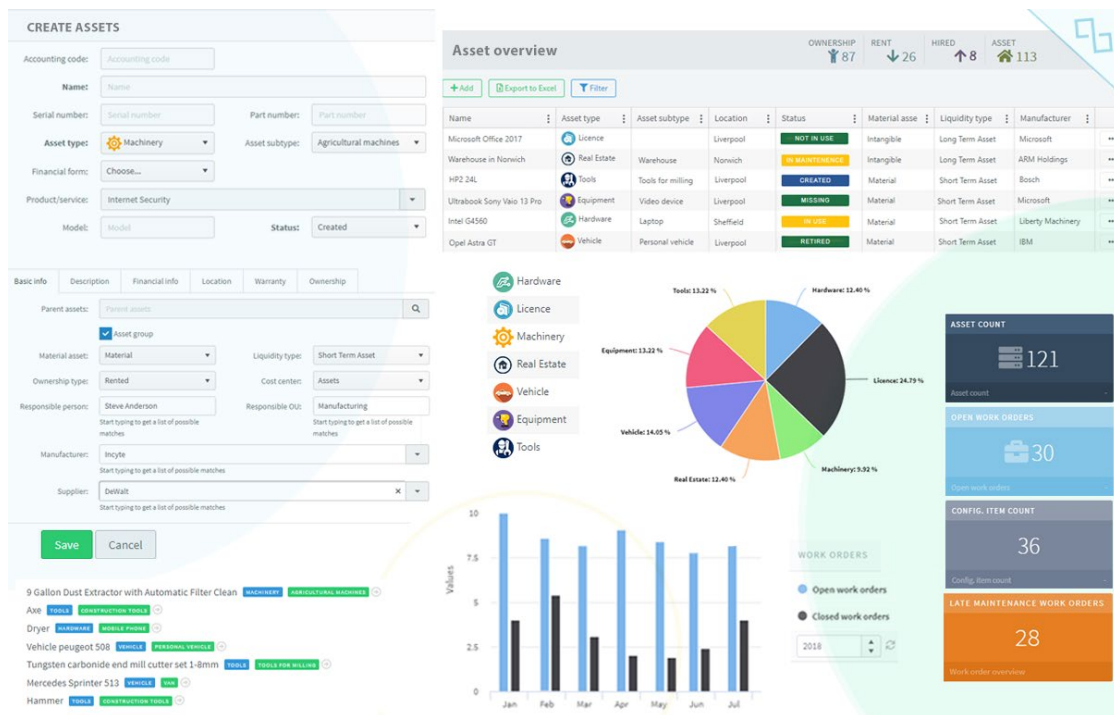 CREATE ASSETS
Accounting code: Accounting code
Name: Name
Serial number: Serial number Part number: Part number
Asset type: Machinery Asset subtype: Agricultural machines
Financial form: Choose...
Product/service: Internet Security
Model: Model Status: Created
Basic info Description Financial info Location Warranty Ownership
Parent assets: Parent assets
Asset group
Material asset: Material Liquidity type: Short Term Asset
Ownership type: Rented Cost center: Assets
Responsible person: Steve Anderson Responsible OU: Manufacturing
Start typing to get a list of possible matches Start typing to get a list of possible matches
Manufacturer: Incyte
Start typing to get a list of possible matches
Supplier: DeWalt
Start typing to get a list of possible matches
Save Cancel
9 Gallon Dust Extractor with Automatic Filter Clean MACHINERY AGRICULTURAL MACHINES
Axe TOOLS CONSTRUCTION TOOLS
Dryer HARDWARE MOBILE PHONE
Vehicle peugeot 508 VEHICLE PERSONAL VEHICLE
Tungsten carbonide end mill cutter set 1-8mm TOOLS TOOLS FOR MILLING
Mercedes Sprinter 513 VEHICLE VAN
Hammer TOOLS CONSTRUCTION TOOLS
Asset overview
OWNERSHIP RENT HIRED ASSET
87 26 8 113
Add Export to Excel Filter
Name Asset type Asset subtype Location Status Material asse Liquidity type Manufacturer
Microsoft Office 2017 Licence Liverpool NOT IN USE Intangible Long Term Asset Microsoft
Warehouse in Norwich Real Estate Warehouse Norwich IN MAINTENENCE Intangible Long Term Asset ARM Holdings
HP2 24L Tools Tools for milling Liverpool CREATED Material Short Term Asset Bosch
Ultrabook Sony Vaio 13 Pro Equipment Video device Liverpool MISSING Material Short Term Asset Microsoft
Intel G4560 Hardware Laptop Sheffield IN USE Material Short Term Asset Liberty Machinery
Opel Astra GT Vehicle Personal vehicle Liverpool RETIRED Material Short Term Asset IBM
Hardware
Licence
Machinery
Real Estate
Vehicle
Equipment
Tools
Tools: 13.22 % Hardware: 12.40 %
Equipment: 13.22 %
Licence: 24.79 %
Vehicle: 14.05 %
Machinery: 9.92 %
Real Estate: 12.40 %
Values
10
7.5
5
2.5
0
Jan Feb Mar Apr May Jun Jul
WORK ORDERS
Open work orders
Closed work orders
2018
ASSET COUNT
121
Asset count
OPEN WORK ORDERS
30
Open work orders
CONFIG. ITEM COUNT
36
Config. item count
LATE MAINTENANCE WORK ORDERS
28
Work order overview